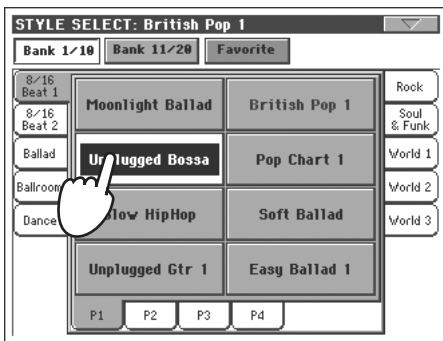 STYLE SELECT: British Pop 1
Bank 1/10 Bank 11/20 Favorite
8/16
Beat 1
8/16
Beat 2
Ballad
Ballroom
Dance
Moonlight Ballad British Pop 1
Unplugged Bossa Pop Chart 1
Slow HipHop Soft Ballad
Unplugged Gtr 1 Easy Ballad 1
Rock
Soul
& Funk
World 1
World 2
World 3
P1 P2 P3 P4